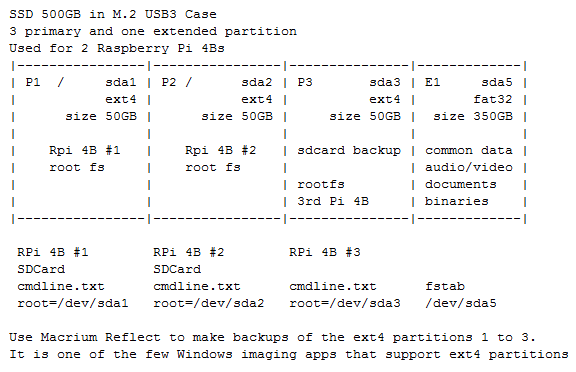 SSD 500GB in M.2 USB3 Case
3 primary and one extended partition
Used for 2 Raspberry Pi 4Bs
|---------------|---------------|--------------|------------|
| P1  /     sda1 | P2 /      sda2 | P3       sda3 | E1     sda5 |
|           ext4 |           ext4 |          ext4 |       fat32 |
|      size 50GB |      size 50GB |     size 50GB |  size 350GB |
|                |                |               |             |
|    Rpi 4B #1   |    Rpi 4B #2   | sdcard backup | common data |
|    root fs     |    root fs     |               | audio/video |
|                |                | rootfs        | documents   |
|                |                | 3rd Pi 4B     | binaries    |
|---------------|---------------|--------------|------------|
RPi 4B #1        RPi 4B #2        RPi 4B #3
SDCard           SDCard
cmdline.txt      cmdline.txt      cmdline.txt      fstab
root=/dev/sda1   root=/dev/sda2   root=/dev/sda3   /dev/sda5
Use Macrium Reflect to make backups of the ext4 partitions 1 to 3.
It is one of the few Windows imaging apps that support ext4 partitions